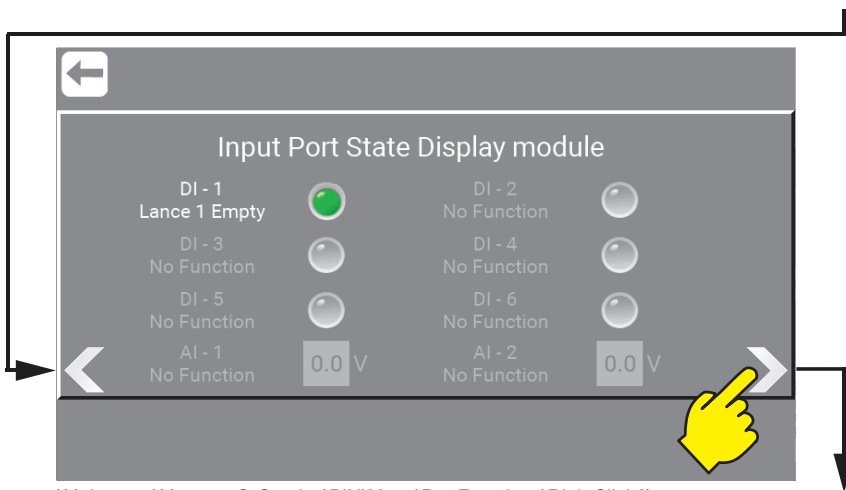 Input Port State Display module
DI - 1
Lance 1 Empty
DI - 2
No Function
DI - 3
No Function
DI - 4
No Function
DI - 5
No Function
DI - 6
No Function
AI - 1
No Function
0.0 V
AI - 2
No Function
0.0 V